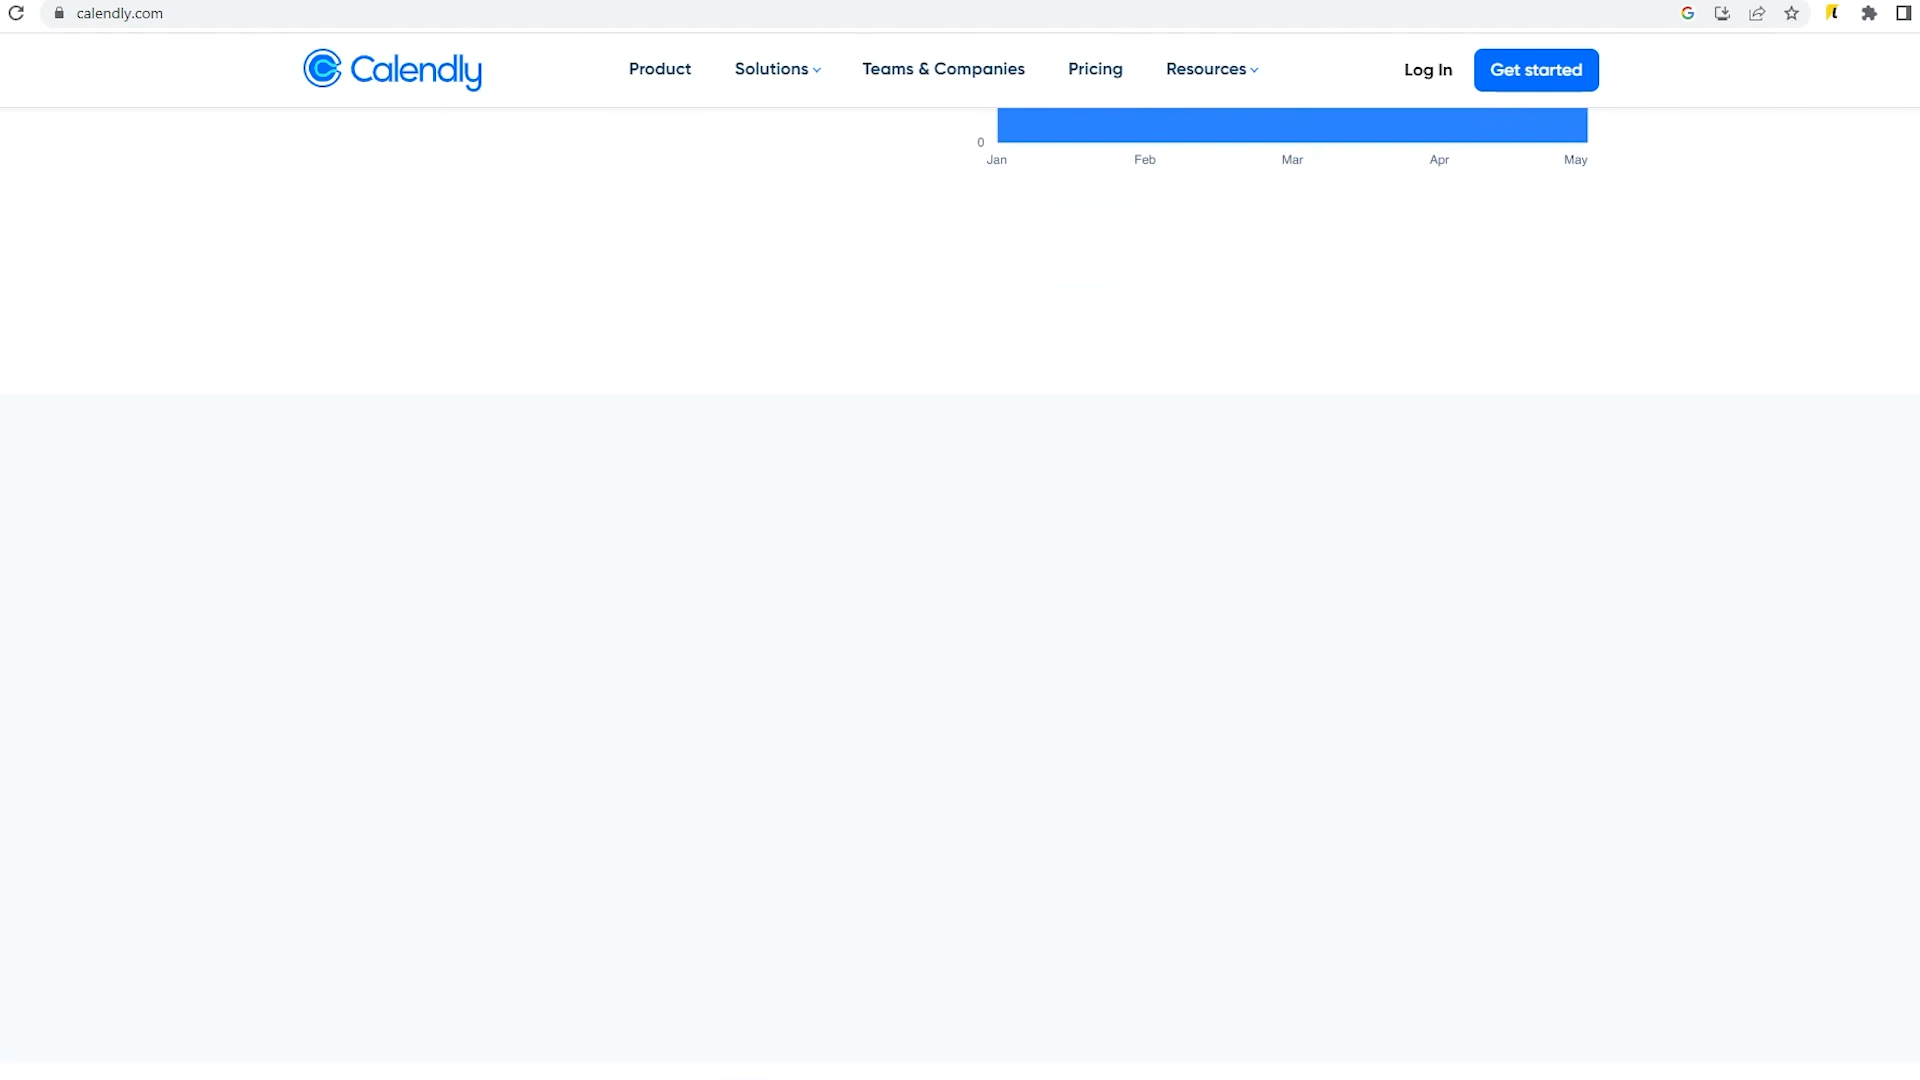 calendly.com
Calendly
Product
Solutions
Teams & Companies
Pricing
Resources
Log In
Get started
0
Jan
Feb
Mar
Apr
May